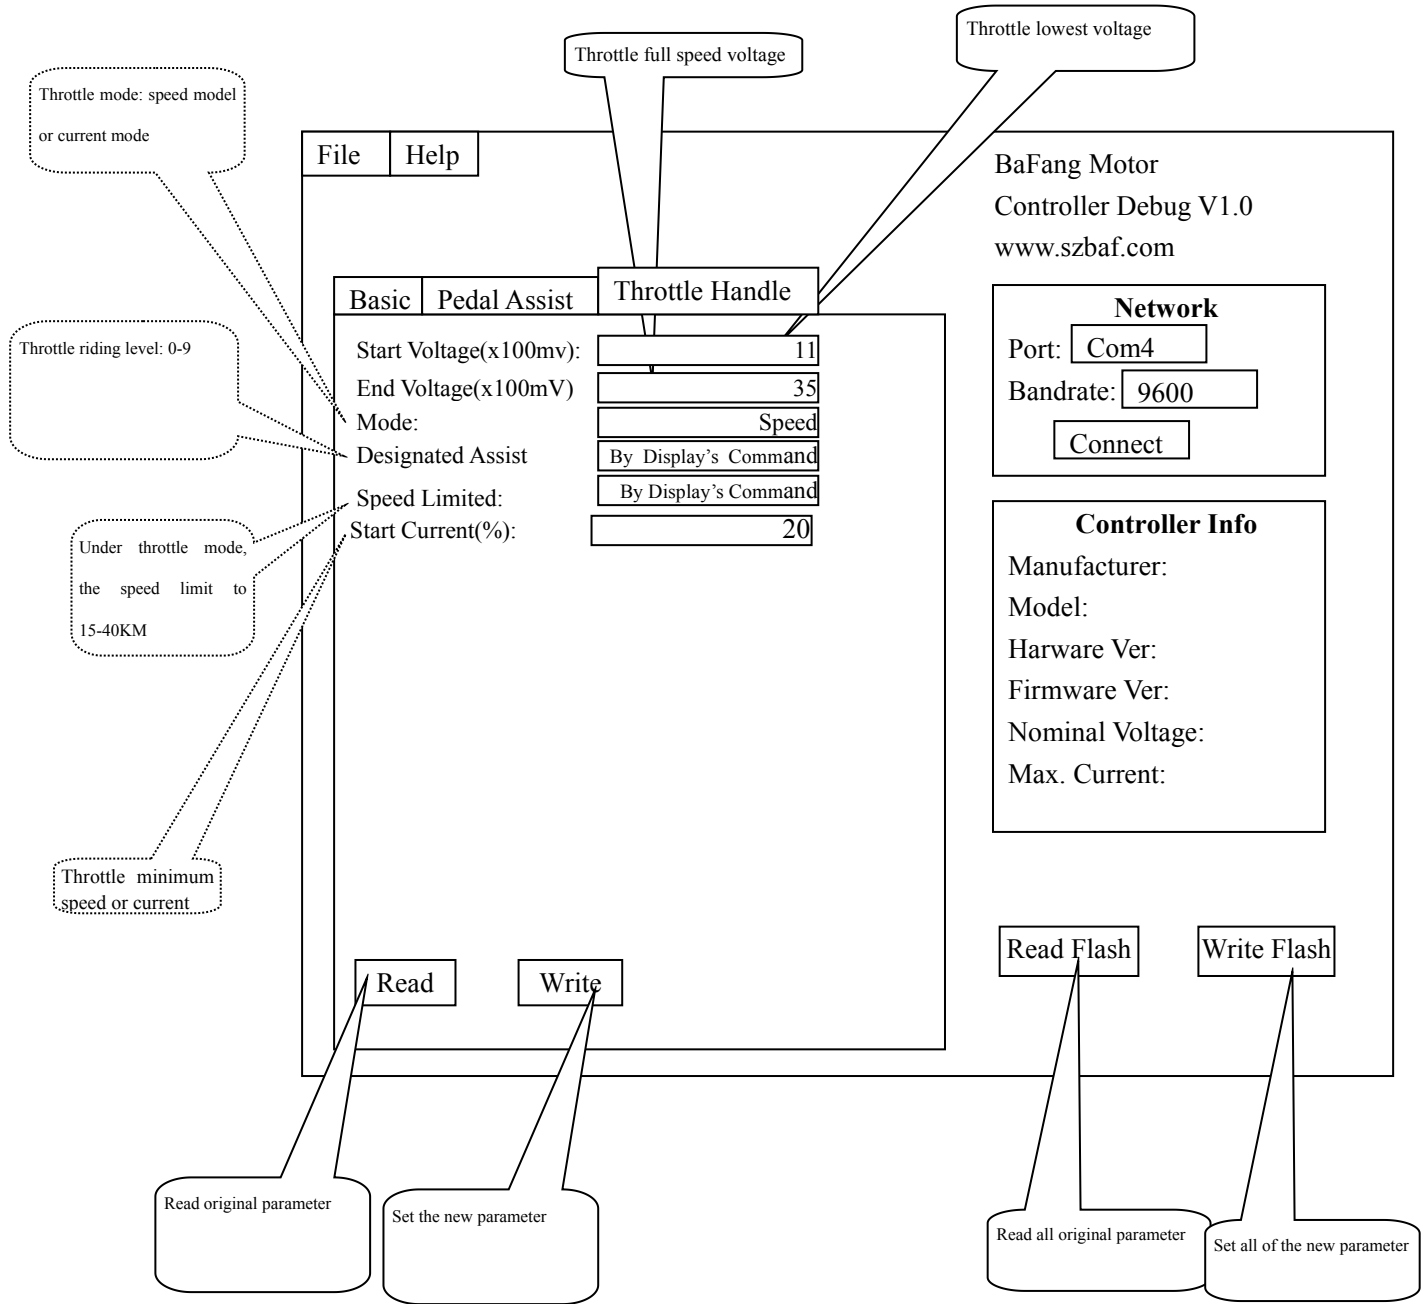 Throttle lowest voltage
Throttle full speed voltage
Throttle mode: speed model
or current mode
File Help
BaFang Motor
Controller Debug V1.0
www.szbaf.com
Basic Pedal Assist Throttle Handle
Network
Throttle riding level: 0-9
Start Voltage(x100mv): 11
Port: Com4
End Voltage(x100mV) 35
Bandrate: 9600
Mode: Speed
Connect
Designated Assist By Display's Command
Speed Limited: By Display's Command
Start Current(%): 20
Controller Info
Under throttle mode,
the speed limit to
15-40KM
Manufacturer:
Model:
Harware Ver:
Firmware Ver:
Nominal Voltage:
Max. Current:
Throttle minimum
speed or current
Read Flash Write Flash
Read Write
Read original parameter
Set the new parameter
Read all original parameter
Set all of the new parameter